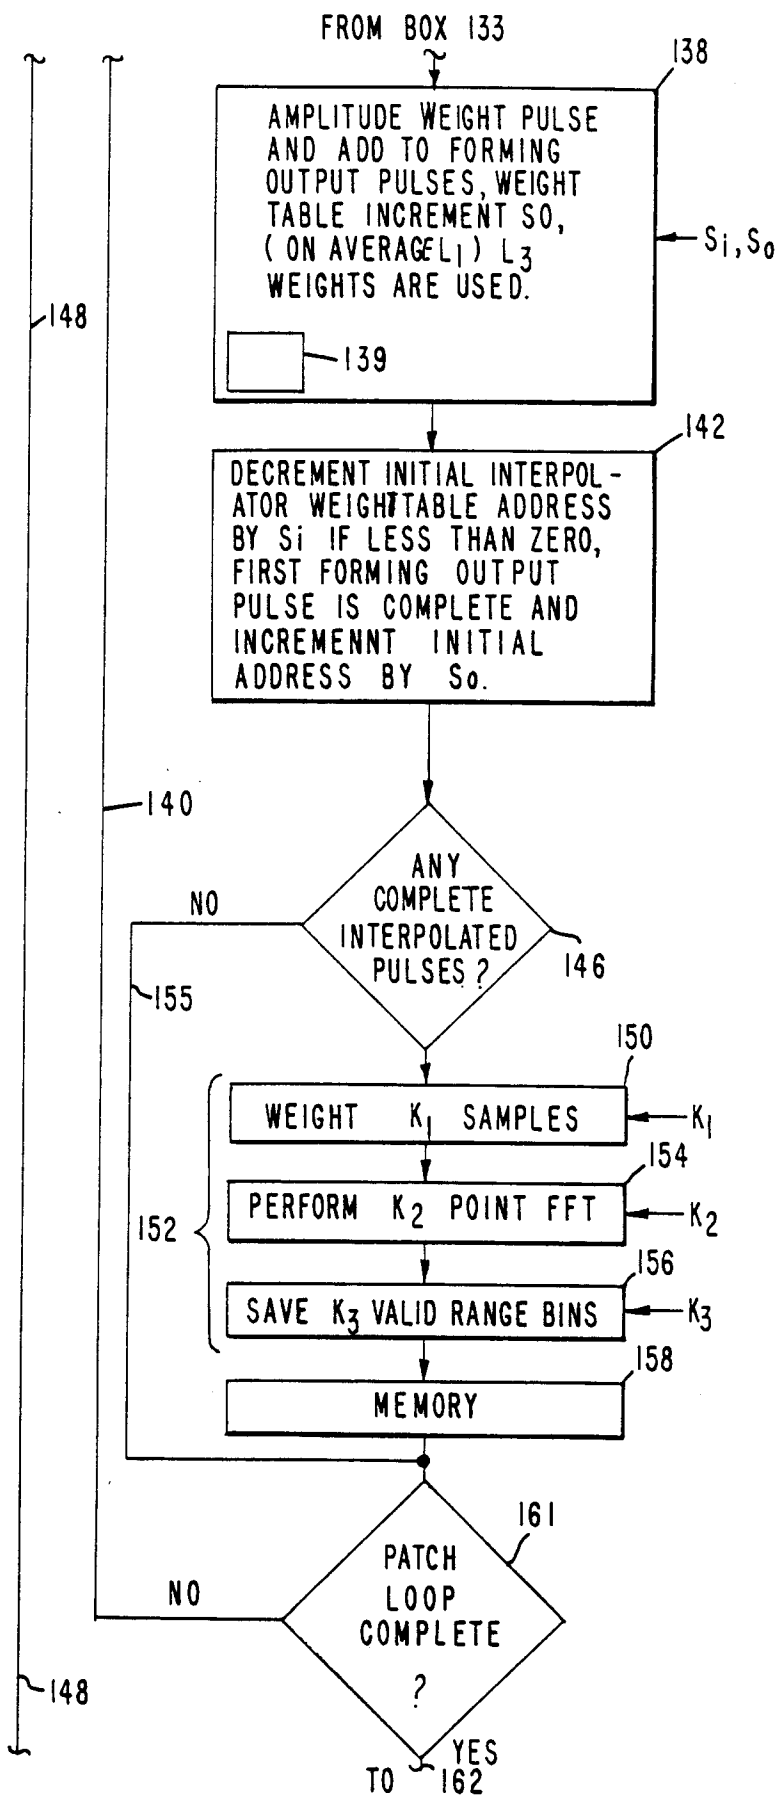 FROM BOX 133
138
AMPLITUDE WEIGHT PULSE
AND ADD TO FORMING
OUTPUT PULSES, WEIGHT
TABLE INCREMENT SO,
(ON AVERAGE L1) L3
WEIGHTS ARE USED.
Si, So
148
139
142
DECREMENT INITIAL INTERPOL-
ATOR WEIGHT TABLE ADDRESS
BY Si IF LESS THAN ZERO,
FIRST FORMING OUTPUT
PULSE IS COMPLETE AND
INCREMENNT INITIAL
ADDRESS BY So.
140
ANY
COMPLETE
INTERPOLATED
PULSES ?
NO
146
155
150
WEIGHT K1 SAMPLES
K1
154
152
PERFORM K2 POINT FFT
K2
156
SAVE K3 VALID RANGE BINS
K3
158
MEMORY
161
PATCH
LOOP
COMPLETE
?
NO
148
YES
TO 162